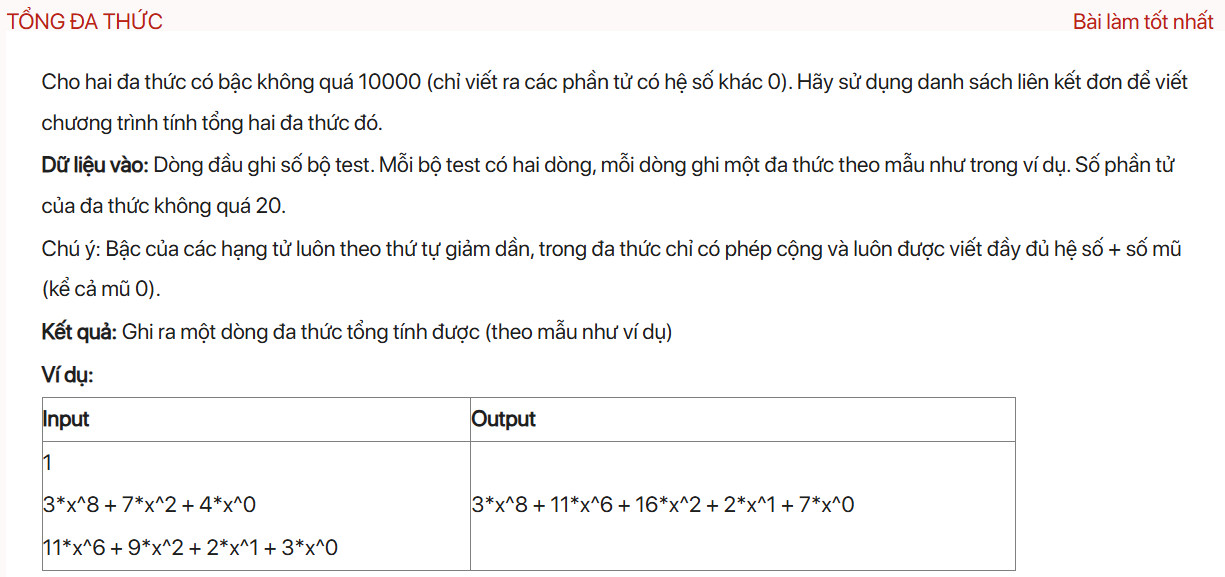 TỔNG ĐA THỨC
Bài làm tốt nhất
Cho hai đa thức có bậc không quá 10000 (chỉ viết ra các phần tử có hệ số khác 0). Hãy sử dụng danh sách liên kết đơn để viết
chương trình tính tổng hai đa thức đó.
Dữ liệu vào: Dòng đầu ghi số bộ test. Mỗi bộ test có hai dòng, mỗi dòng ghi một đa thức theo mẫu như trong ví dụ. Số phần tử
của đa thức không quá 20.
Chú ý: Bậc của các hạng tử luôn theo thứ tự giảm dần, trong đa thức chỉ có phép cộng và luôn được viết đầy đủ hệ số + số mũ
(kể cả mũ 0).
Kết quả: Ghi ra một dòng đa thức tổng tính được (theo mẫu như ví dụ)
Ví dụ:
Input
Output
1
3*x^8 + 7*x^2 + 4*x^0
11*x^6 + 9*x^2 + 2*x^1 + 3*x^0
3*x^8 + 11*x^6 + 16*x^2 + 2*x^1 + 7*x^0